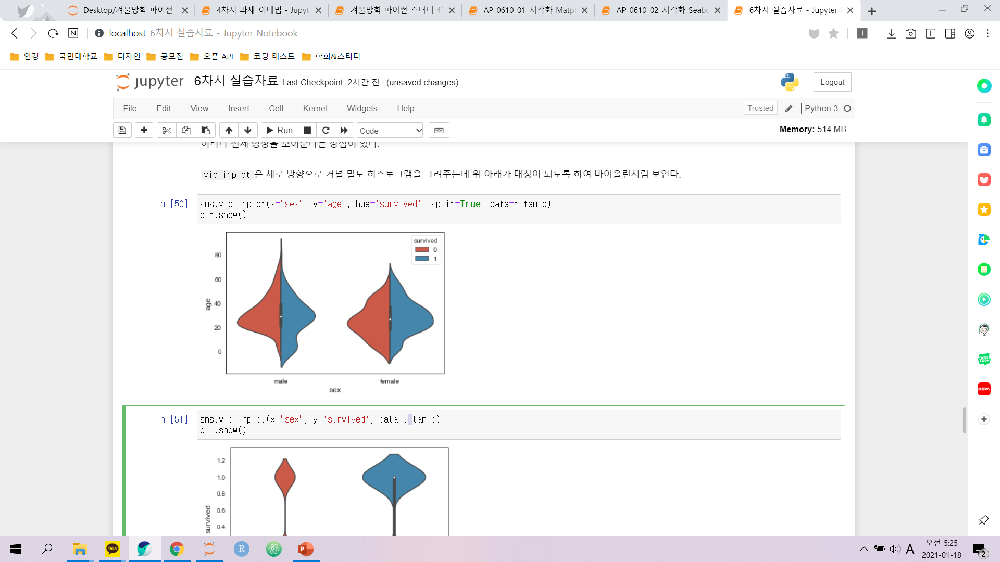 Desktop/겨울방학 파이썬
4차시 과제_이태범 - Jupyt
겨울방학 파이썬 스터디 4
AP_0610_01_시각화_Matp
AP_0610_02_시각화_Seab
6차시 실습자료 - Jupyter
localhost 6차시 실습자료 - Jupyter Notebook
인강 국민대학교 디자인 공모전 오픈 API 코딩 테스트 학회&스터디
jupyter 6차시 실습자료 Last Checkpoint: 2시간 전 (unsaved changes)
Logout
File Edit View Insert Cell Kernel Widgets Help
Trusted Python 3
Run Code
Memory: 514 MB
violinplot 은 세로 방향으로 커널 밀도 히스토그램을 그려주는데 위 아래가 대칭이 되도록 하여 바이올린처럼 보인다.
In [50]: sns.violinplot(x="sex", y='age', hue='survived', split=True, data=titanic)
plt.show()
survived
0
1
80
60
40
20
0
age
male female
sex
In [51]: sns.violinplot(x="sex", y='survived', data=titanic)
plt.show()
1.2
1.0
0.8
0.6
0.4
survived
WEB TOON
NOW.
TALK
R
P
A
오전 5:25
2021-01-18
2